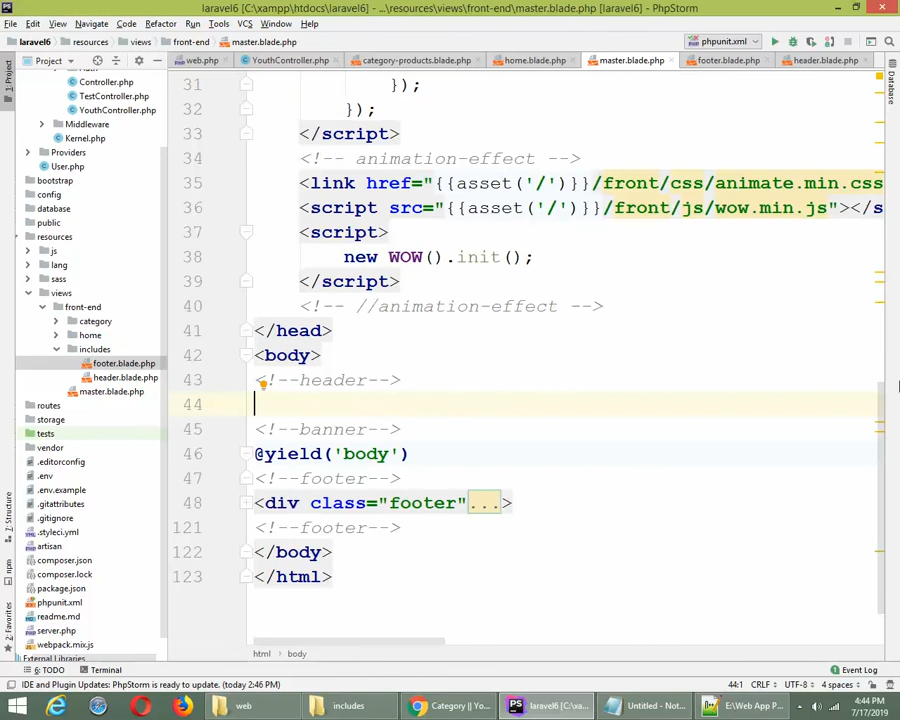 laravel6 [C:\xampp\htdocs\laravel6] - ...\resources\views\front-end\master.blade.php - PhpStorm
File Edit View Navigate Code Refactor Run Tools VCS Window Help
laravel6 resources views front-end master.blade.php phpunit.xml
Project web.php YouthController.php category-products.blade.php home.blade.php master.blade.php footer.blade.php header.blade.php
1: Project
Database
Controller.php
TestController.php
YouthController.php
Middleware
Kernel.php
Providers
User.php
bootstrap
config
database
public
resources
js
lang
sass
views
front-end
category
home
includes
footer.blade.php
header.blade.php
master.blade.php
routes
storage
tests
vendor
.editorconfig
.env
.env.example
.gitattributes
.gitignore
.styleci.yml
artisan
composer.json
composer.lock
package.json
phpunit.xml
readme.md
server.php
webpack.mix.js
External Libraries
7: Structure
npm
2: Favorites
31 });
32 });
33 </script>
34 <!-- animation-effect -->
35 <link href="{{asset('/')}}/front/css/animate.min.css
36 <script src="{{asset('/')}}/front/js/wow.min.js"></s
37 <script>
38 new WOW().init();
39 </script>
40 <!-- //animation-effect -->
41 </head>
42 <body>
43 <!--header-->
44
45 <!--banner-->
46 @yield('body')
47 <!--footer-->
48 <div class="footer"...>
121 <!--footer-->
122 </body>
123 </html>
html body
6: TODO Terminal Event Log
IDE and Plugin Updates: PhpStorm is ready to update. (today 2:46 PM) 44:1 CRLF UTF-8 4 spaces
web includes Category || Yo... laravel6 [C:\xa... Untitled - Not... E:\Web App P... 4:44 PM
7/17/2019